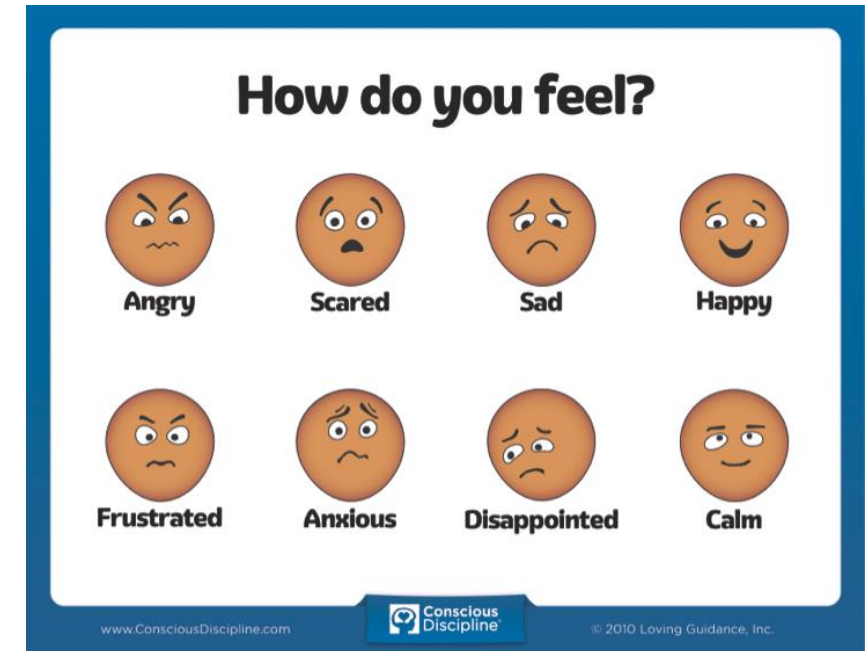 How do you feel?
Angry Scared Sad Happy
Frustrated Anxious Disappointed Calm
www.ConsciousDiscipline.com
Conscious
Discipline®
© 2010 Loving Guidance, Inc.